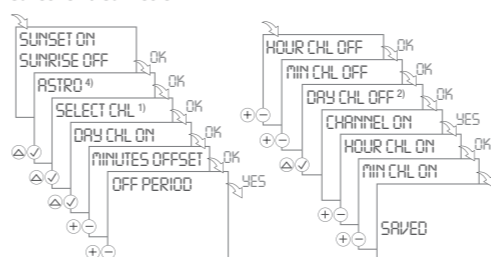 SUNSET ON
SUNRISE OFF
OK
ASTRO 4)
OK
SELECT CHL 1)
OK
DAY CHL ON
OK
MINUTES OFFSET
OK
OFF PERIOD
YES
HOUR CHL OFF
OK
MIN CHL OFF
OK
DAY CHL OFF 2)
OK
CHANNEL ON
YES
HOUR CHL ON
OK
MIN CHL ON
SAVED